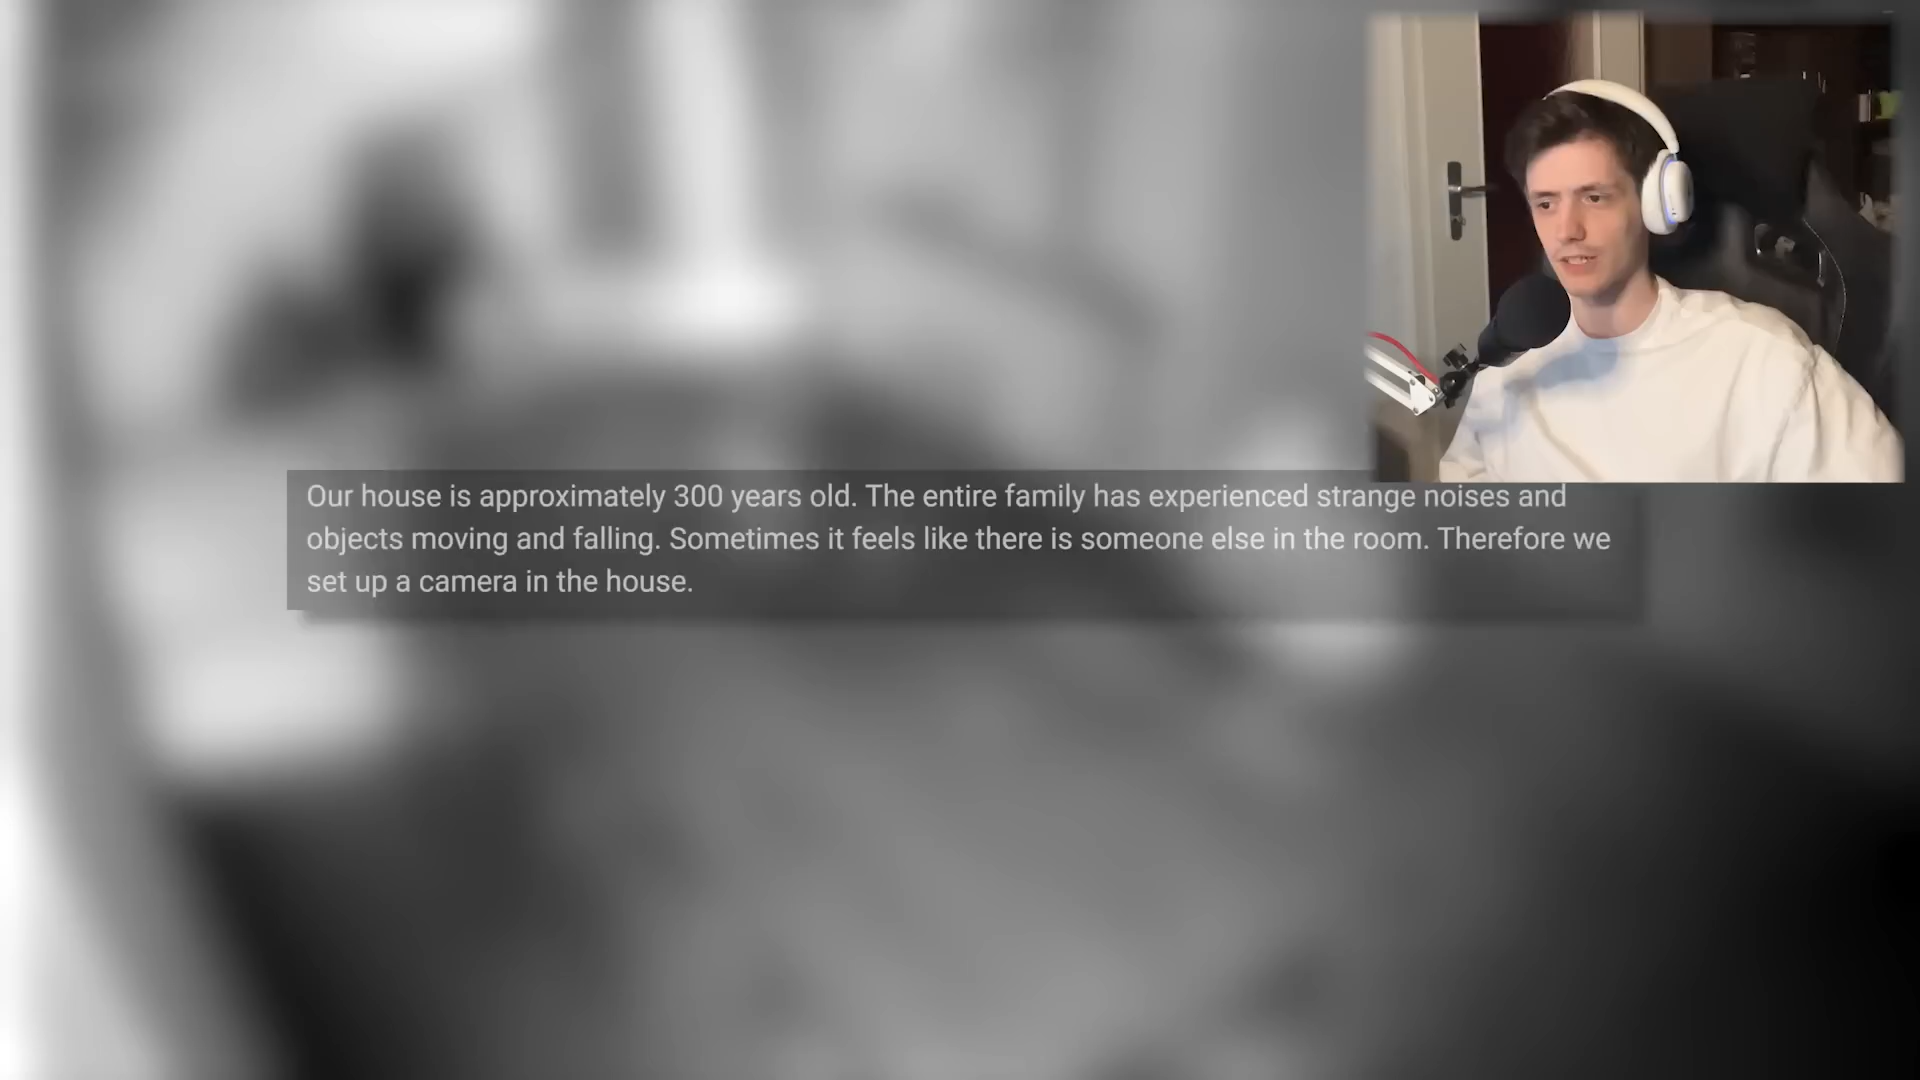 Our house is approximately 300 years old. The entire family has experienced strange noises and
objects moving and falling. Sometimes it feels like there is someone else in the room. Therefore we
set up a camera in the house.